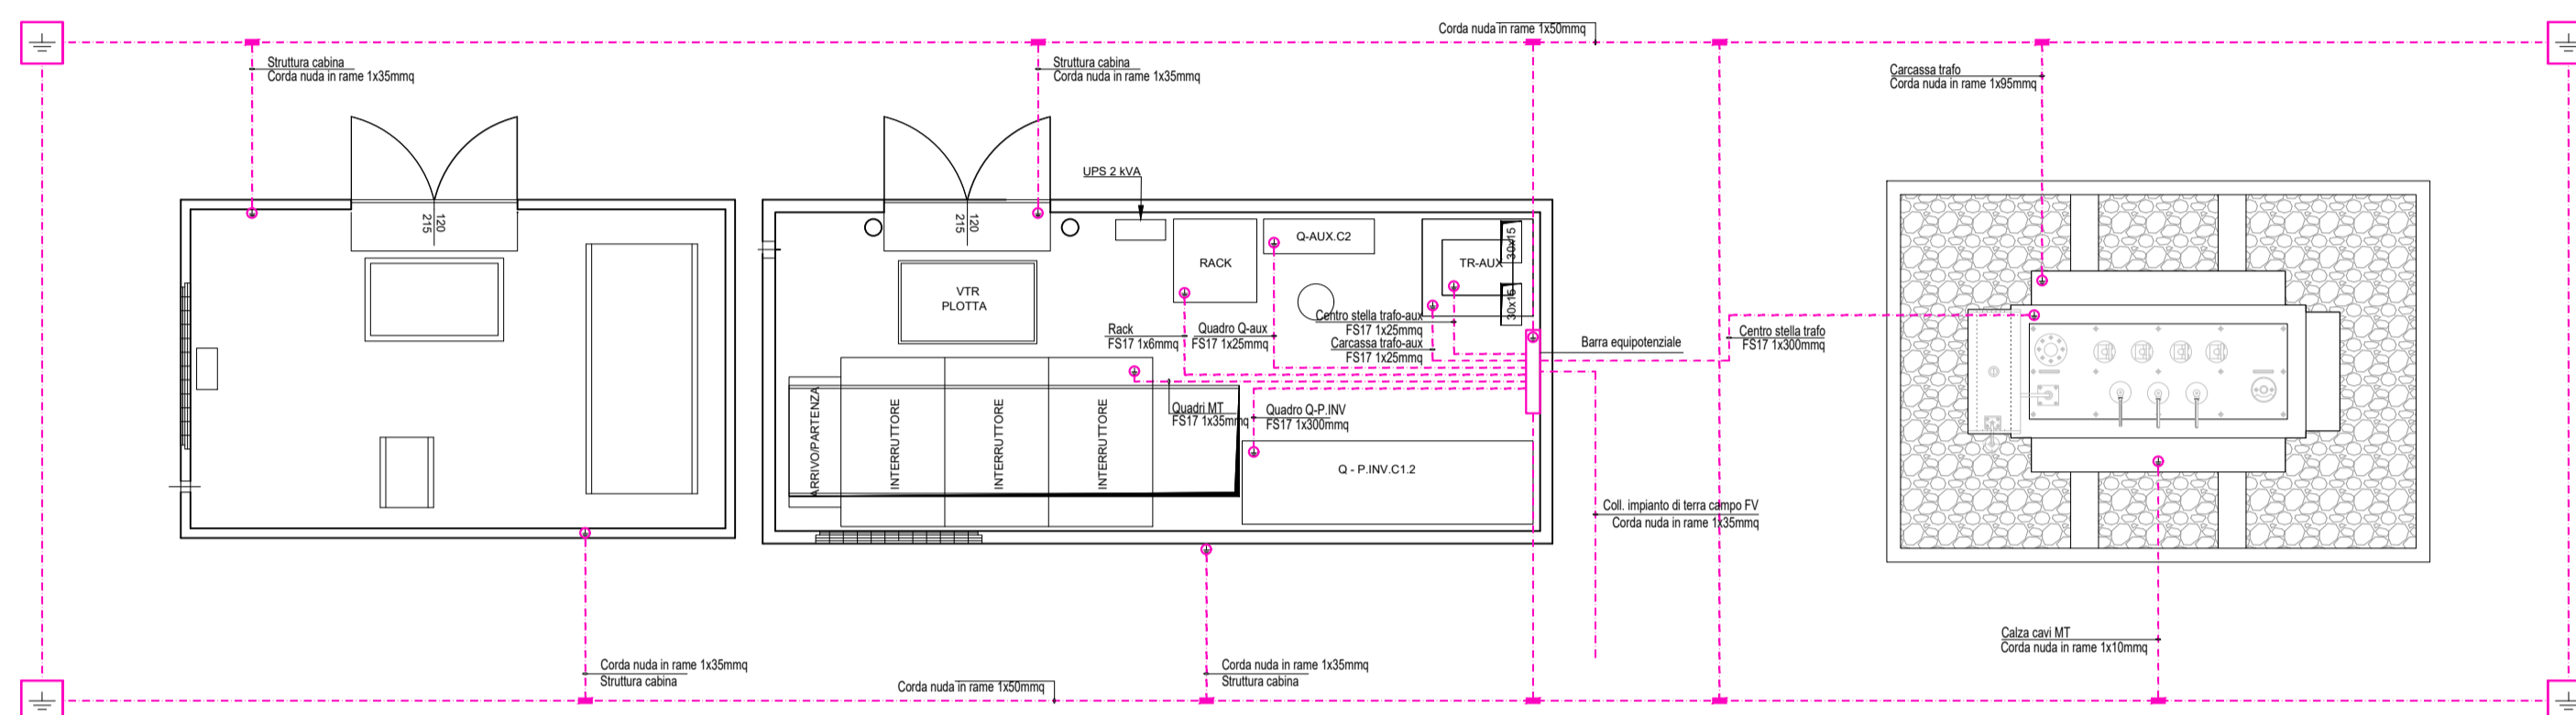 Corda nuda in rame 1x50mmq
Struttura cabina
Corda nuda in rame 1x35mmq
Struttura cabina
Corda nuda in rame 1x35mmq
Carcassa trafo
Corda nuda in rame 1x95mmq
UPS 2 kVA
120
215
120
215
Q-AUX.C2
RACK
TR-AUX
30x15
30x15
VTR
PLOTTA
Centro stella trafo-aux
FS17 1x25mmq
Rack
FS17 1x6mmq
Quadro Q-aux
FS17 1x25mmq
Carcassa trafo-aux
FS17 1x25mmq
Barra equipotenziale
Centro stella trafo
FS17 1x300mmq
ARRIVO/PARTENZA
INTERRUTTORE
INTERRUTTORE
INTERRUTTORE
Quadri MT
FS17 1x35mmq
Quadro Q-P.INV
FS17 1x300mmq
Q - P.INV.C1.2
Coll. impianto di terra campo FV
Corda nuda in rame 1x35mmq
Calza cavi MT
Corda nuda in rame 1x10mmq
Corda nuda in rame 1x35mmq
Struttura cabina
Corda nuda in rame 1x50mmq
Corda nuda in rame 1x35mmq
Struttura cabina